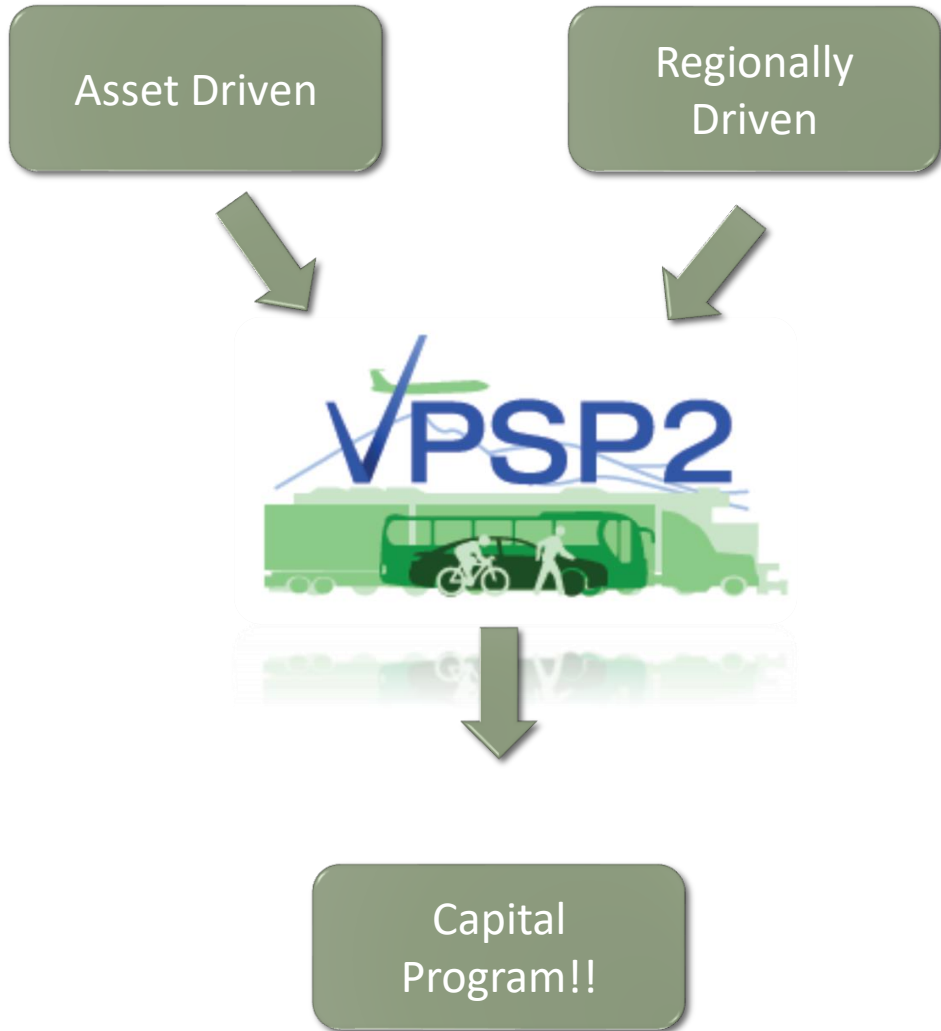 Asset Driven
Regionally
Driven
VPSP2
Capital
Program!!